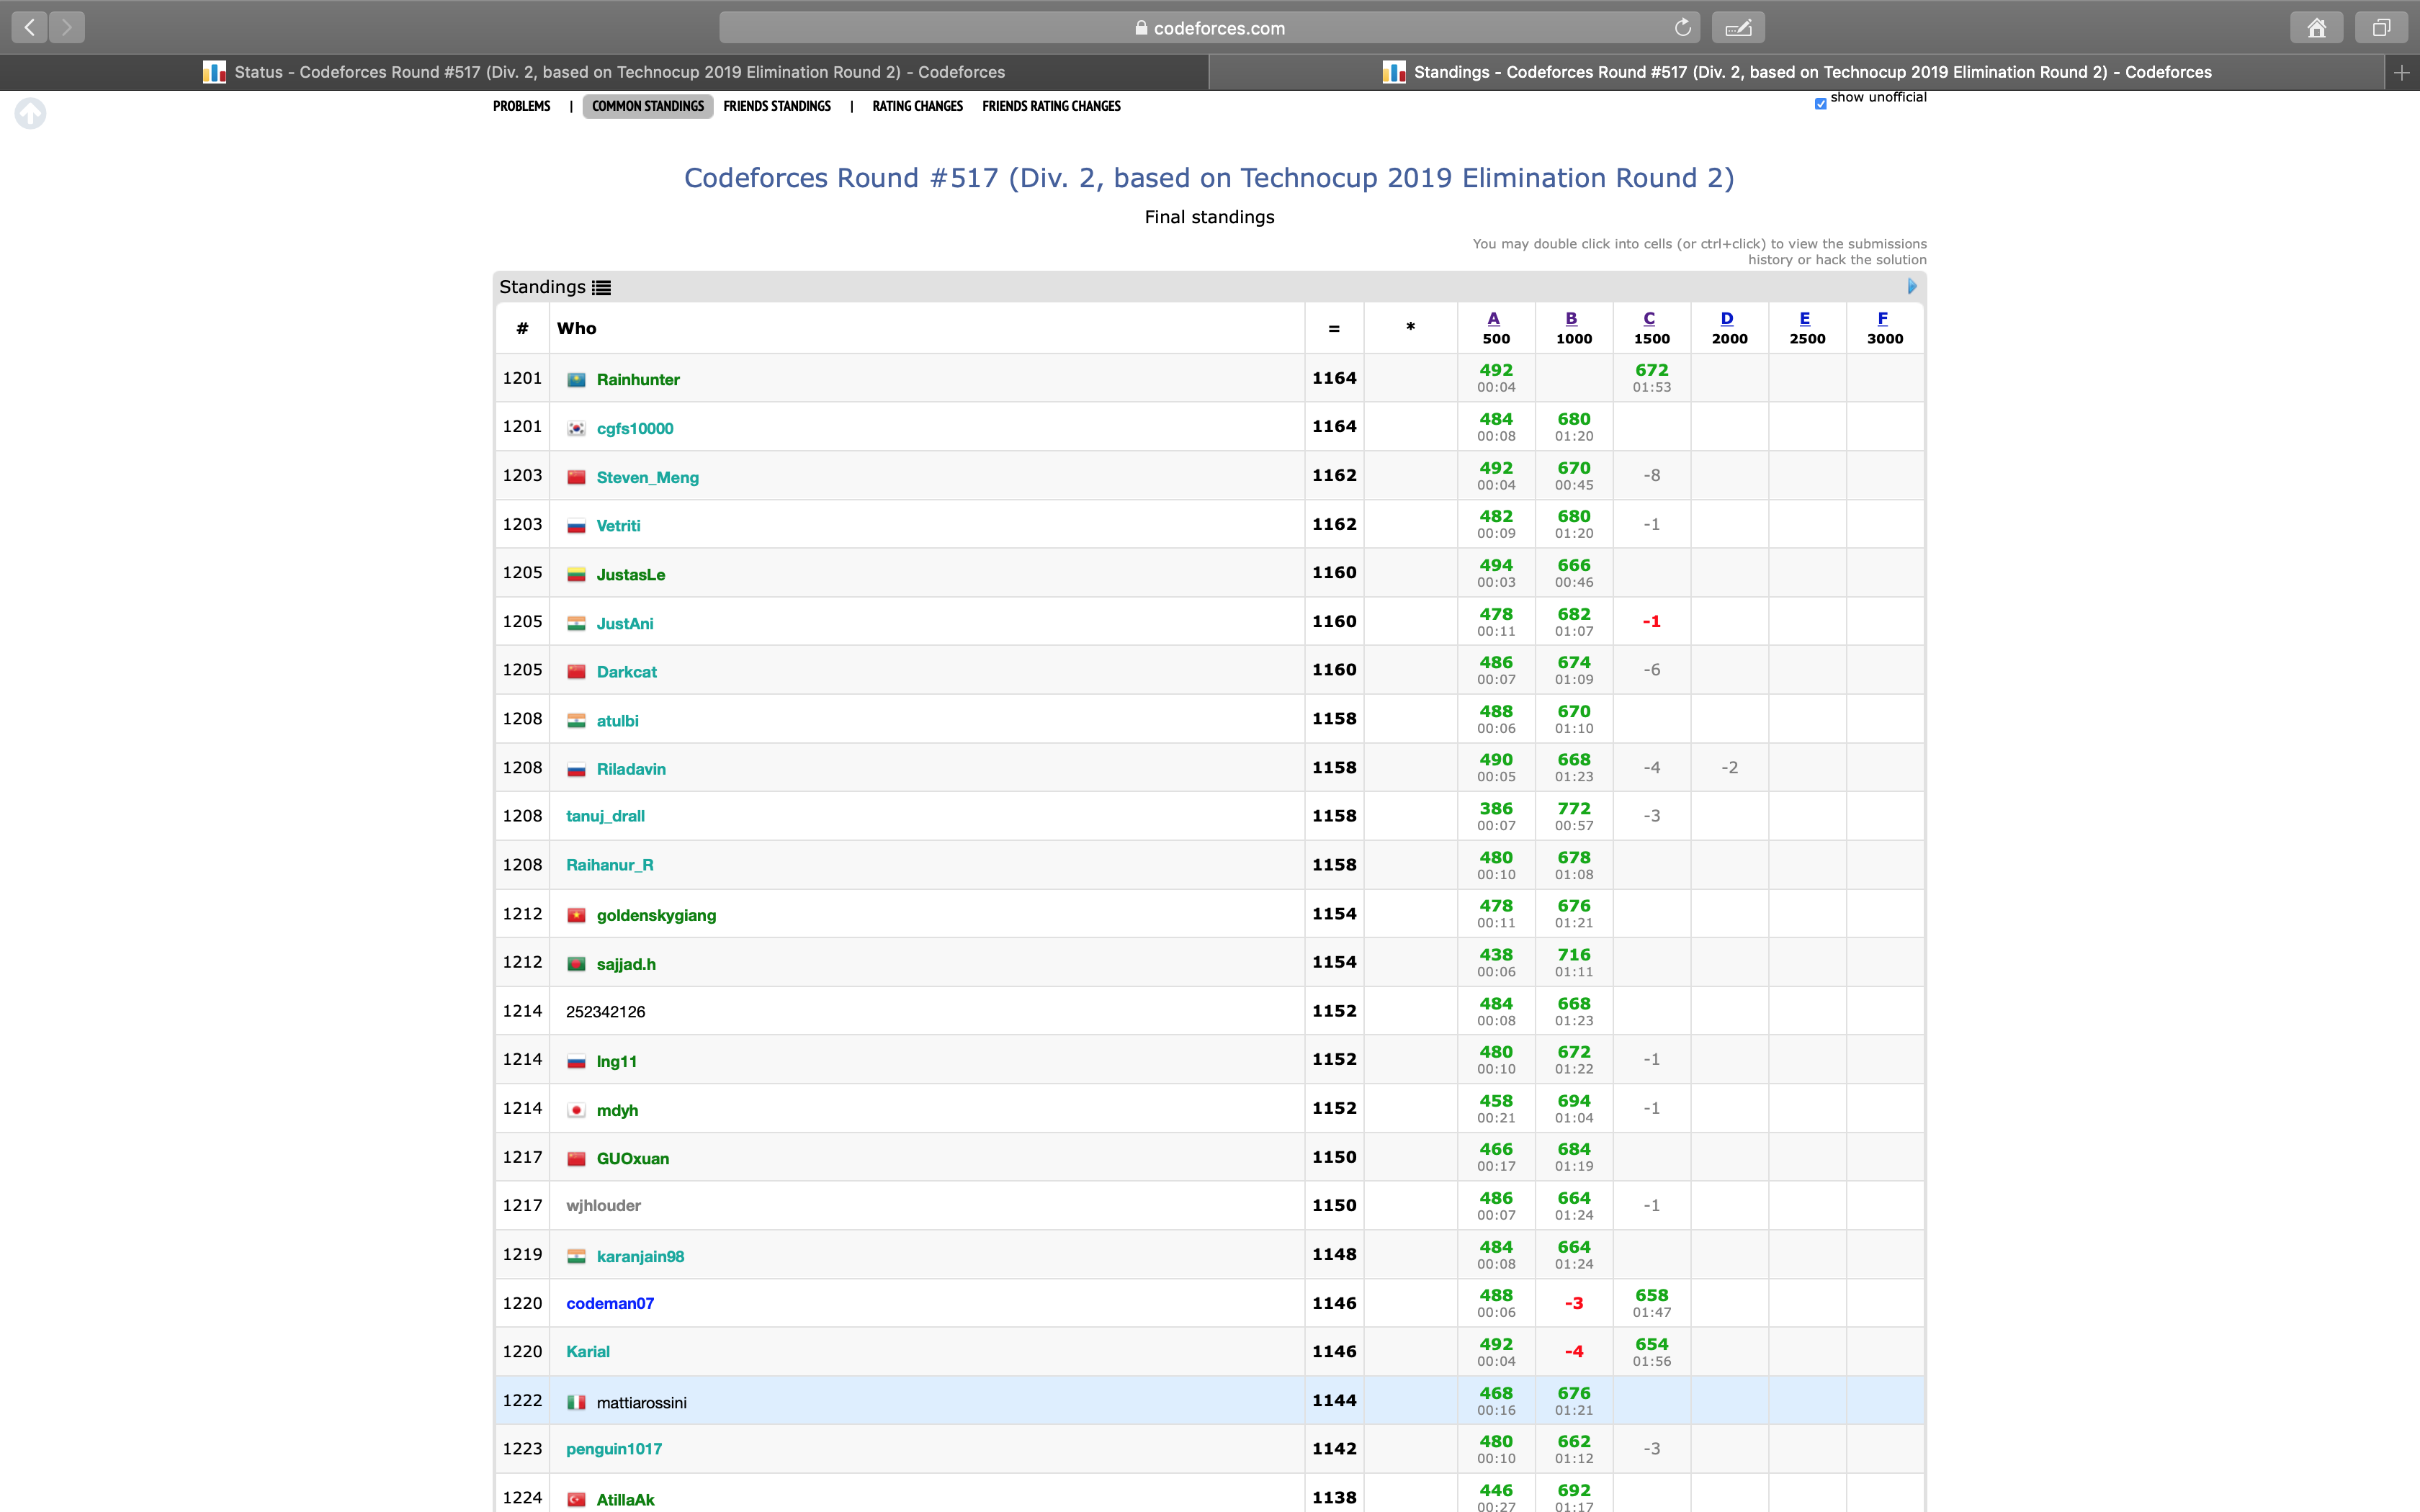 codeforces.com
Status - Codeforces Round #517 (Div. 2, based on Technocup 2019 Elimination Round 2) - Codeforces
Standings - Codeforces Round #517 (Div. 2, based on Technocup 2019 Elimination Round 2) - Codeforces
PROBLEMS | COMMON STANDINGS FRIENDS STANDINGS | RATING CHANGES FRIENDS RATING CHANGES
show unofficial
Codeforces Round #517 (Div. 2, based on Technocup 2019 Elimination Round 2)
Final standings
You may double click into cells (or ctrl+click) to view the submissions
history or hack the solution
Standings
# Who = * A B C D E F
500 1000 1500 2000 2500 3000
1201 Rainhunter 1164 492 672
00:04 01:53
1201 cgfs10000 1164 484 680
00:08 01:20
1203 Steven_Meng 1162 492 670 -8
00:04 00:45
1203 Vetriti 1162 482 680 -1
00:09 01:20
1205 JustasLe 1160 494 666
00:03 00:46
1205 JustAni 1160 478 682 -1
00:11 01:07
1205 Darkcat 1160 486 674 -6
00:07 01:09
1208 atulbi 1158 488 670
00:06 01:10
1208 Riladavin 1158 490 668 -4 -2
00:05 01:23
1208 tanuj_drall 1158 386 772 -3
00:07 00:57
1208 Raihanur_R 1158 480 678
00:10 01:08
1212 goldenskygiang 1154 478 676
00:11 01:21
1212 sajjad.h 1154 438 716
00:06 01:11
1214 252342126 1152 484 668
00:08 01:23
1214 lng11 1152 480 672 -1
00:10 01:22
1214 mdyh 1152 458 694 -1
00:21 01:04
1217 GUOxuan 1150 466 684
00:17 01:19
1217 wjhlouder 1150 486 664 -1
00:07 01:24
1219 karanjain98 1148 484 664
00:08 01:24
1220 codeman07 1146 488 -3 658
00:06 01:47
1220 Karial 1146 492 -4 654
00:04 01:56
1222 mattiarossini 1144 468 676
00:16 01:21
1223 penguin1017 1142 480 662 -3
00:10 01:12
1224 AtillaAk 1138 446 692
00:27 01:17